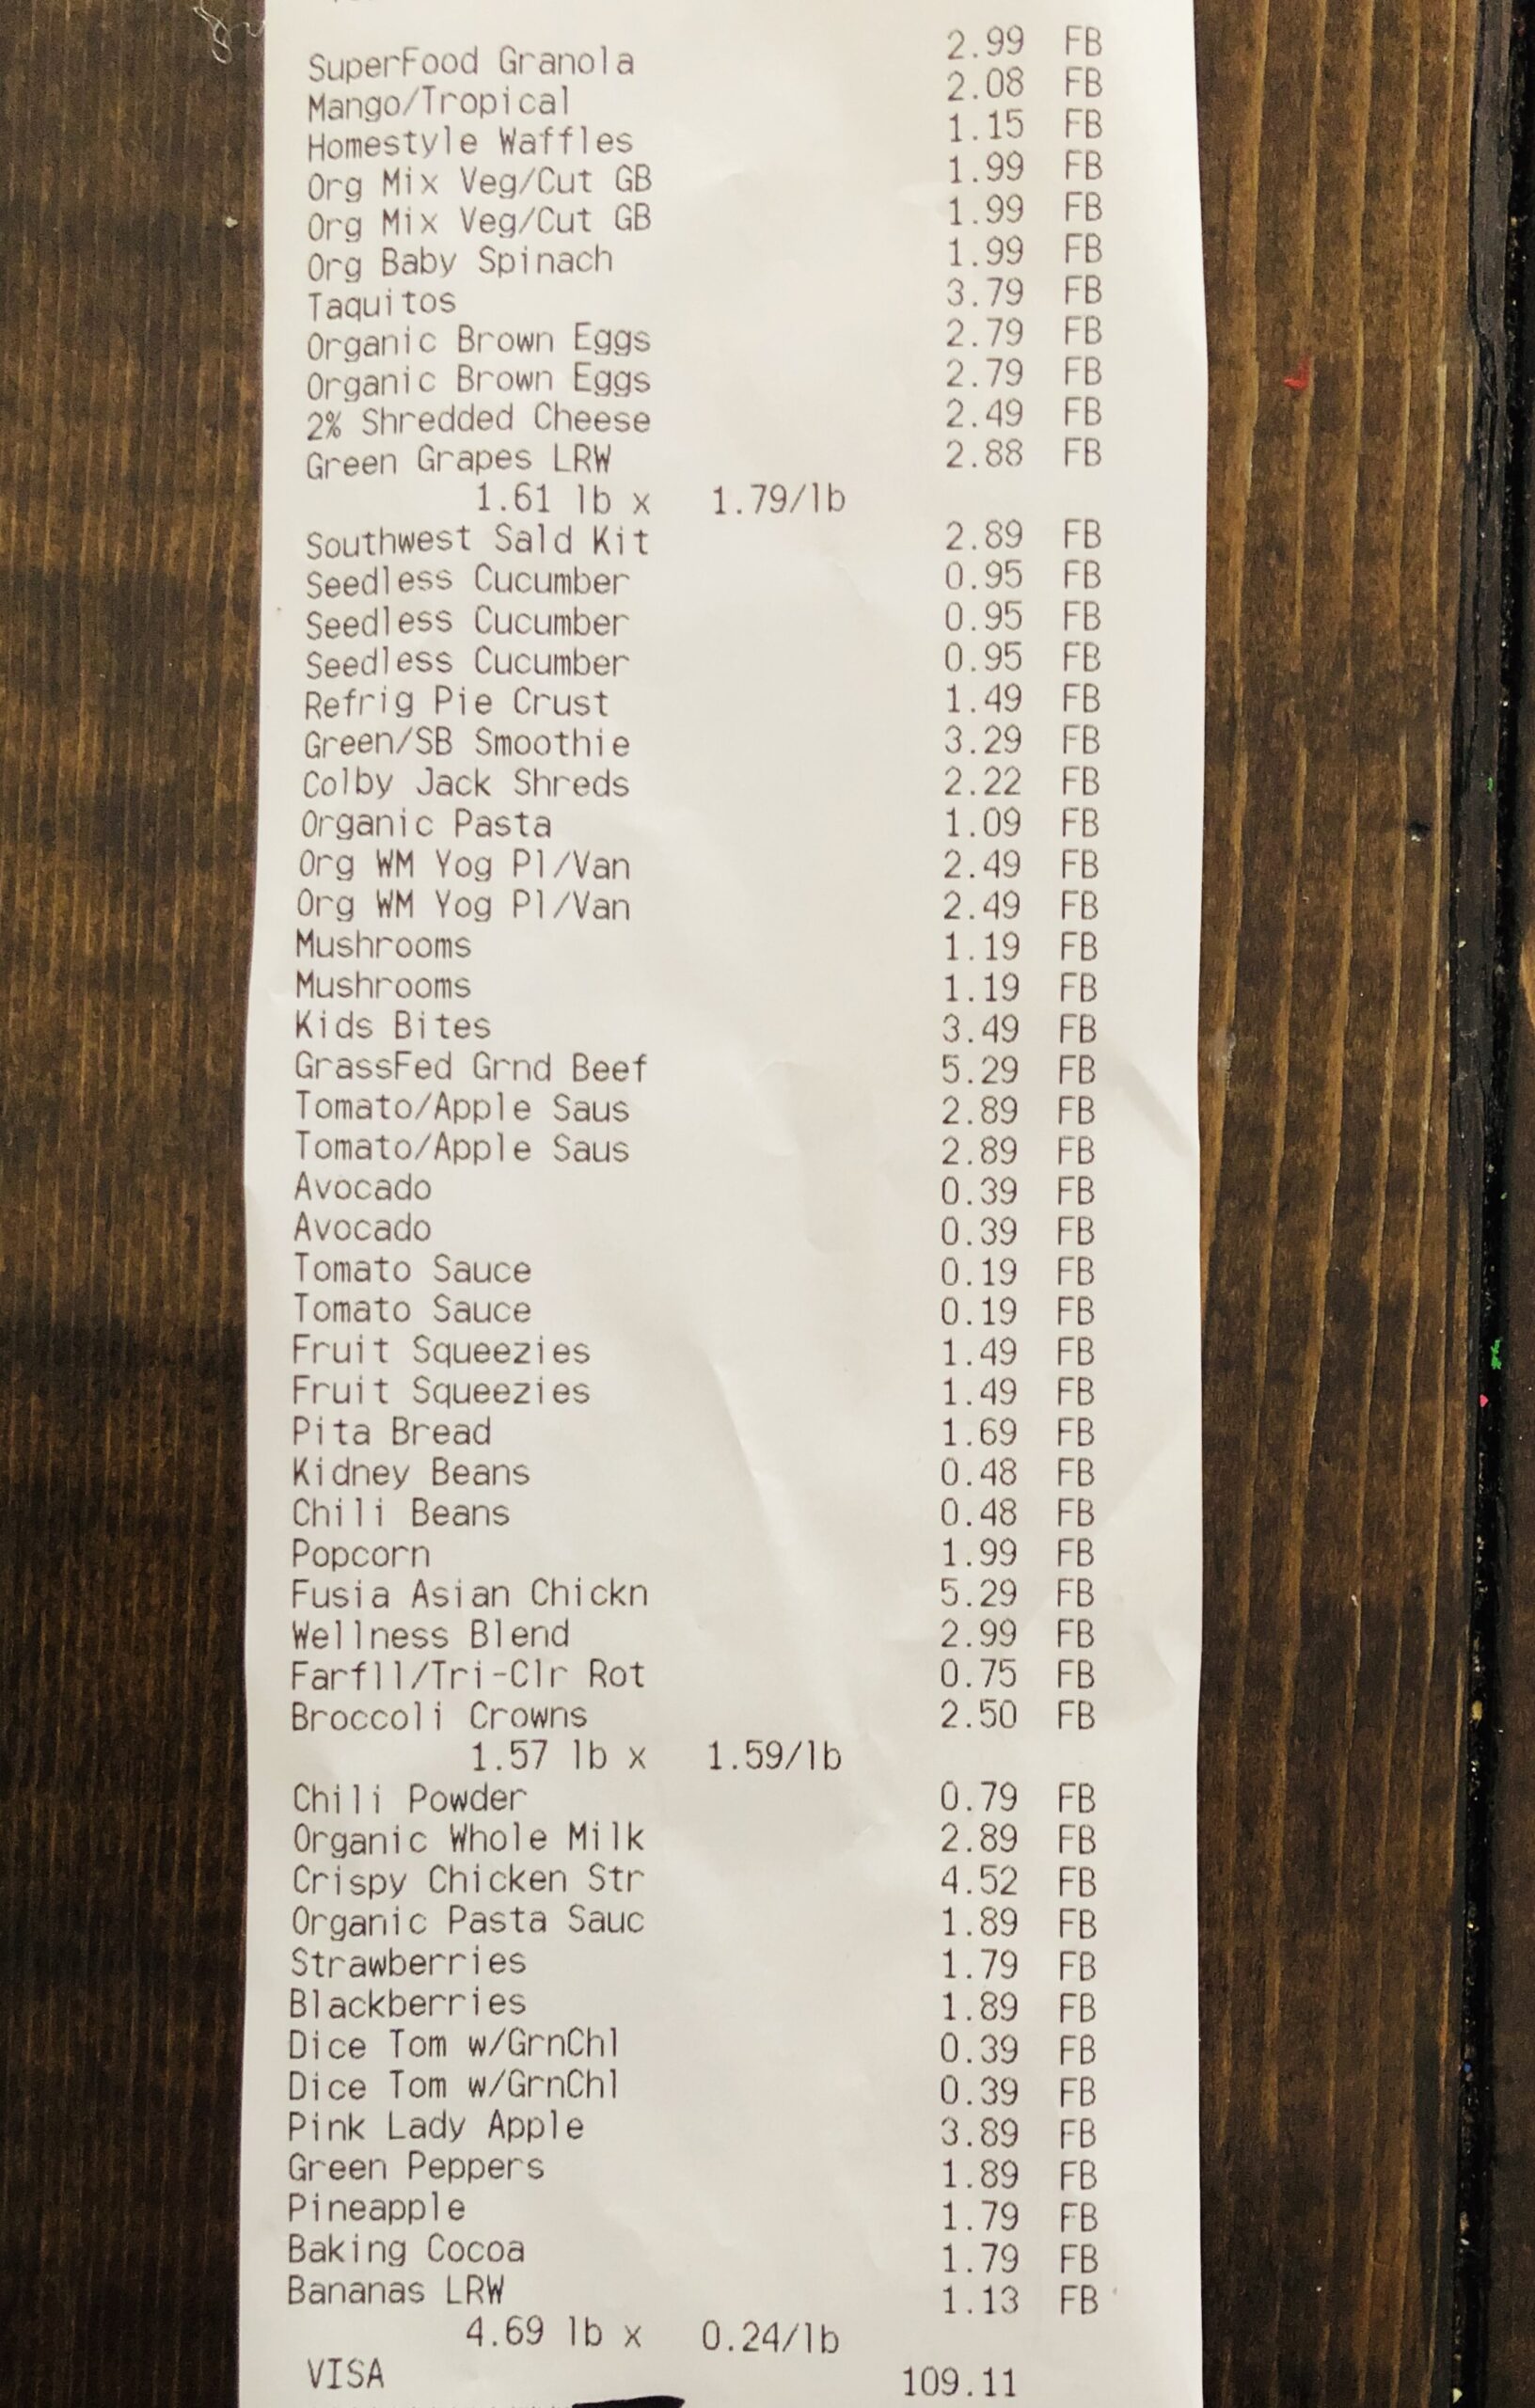 SuperFood Granola 2.99 FB
Mango/Tropical 2.08 FB
Homestyle Waffles 1.15 FB
Org Mix Veg/Cut GB 1.99 FB
Org Mix Veg/Cut GB 1.99 FB
Org Baby Spinach 1.99 FB
Taquitos 3.79 FB
Organic Brown Eggs 2.79 FB
Organic Brown Eggs 2.79 FB
2% Shredded Cheese 2.49 FB
Green Grapes LRW 2.88 FB
1.61 lb x 1.79/lb
Southwest Sald Kit 2.89 FB
Seedless Cucumber 0.95 FB
Seedless Cucumber 0.95 FB
Seedless Cucumber 0.95 FB
Refrig Pie Crust 1.49 FB
Green/SB Smoothie 3.29 FB
Colby Jack Shreds 2.22 FB
Organic Pasta 1.09 FB
Org WM Yog Pl/Van 2.49 FB
Org WM Yog Pl/Van 2.49 FB
Mushrooms 1.19 FB
Mushrooms 1.19 FB
Kids Bites 3.49 FB
GrassFed Grnd Beef 5.29 FB
Tomato/Apple Saus 2.89 FB
Tomato/Apple Saus 2.89 FB
Avocado 0.39 FB
Avocado 0.39 FB
Tomato Sauce 0.19 FB
Tomato Sauce 0.19 FB
Fruit Squeezies 1.49 FB
Fruit Squeezies 1.49 FB
Pita Bread 1.69 FB
Kidney Beans 0.48 FB
Chili Beans 0.48 FB
Popcorn 1.99 FB
Fusia Asian Chickn 5.29 FB
Wellness Blend 2.99 FB
Farfll/Tri-Clr Rot 0.75 FB
Broccoli Crowns 2.50 FB
1.57 lb x 1.59/lb
Chili Powder 0.79 FB
Organic Whole Milk 2.89 FB
Crispy Chicken Str 4.52 FB
Organic Pasta Sauc 1.89 FB
Strawberries 1.79 FB
Blackberries 1.89 FB
Dice Tom w/GrnChl 0.39 FB
Dice Tom w/GrnChl 0.39 FB
Pink Lady Apple 3.89 FB
Green Peppers 1.89 FB
Pineapple 1.79 FB
Baking Cocoa 1.79 FB
Bananas LRW 1.13 FB
4.69 lb x 0.24/lb
VISA 109.11